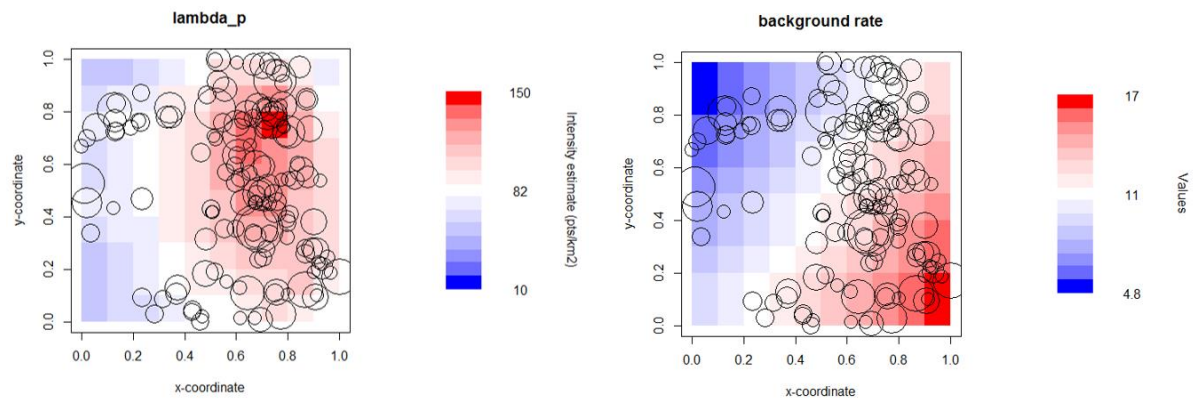 lambda_p
1.0
0.8
0.6
0.4
0.2
0.0
y-coordinate
0.0 0.2 0.4 0.6 0.8 1.0
x-coordinate
150
82
10
Intensity estimate (pts/km2)
background rate
1.0
0.8
0.6
0.4
0.2
0.0
y-coordinate
0.0 0.2 0.4 0.6 0.8 1.0
x-coordinate
17
11
4.8
Values